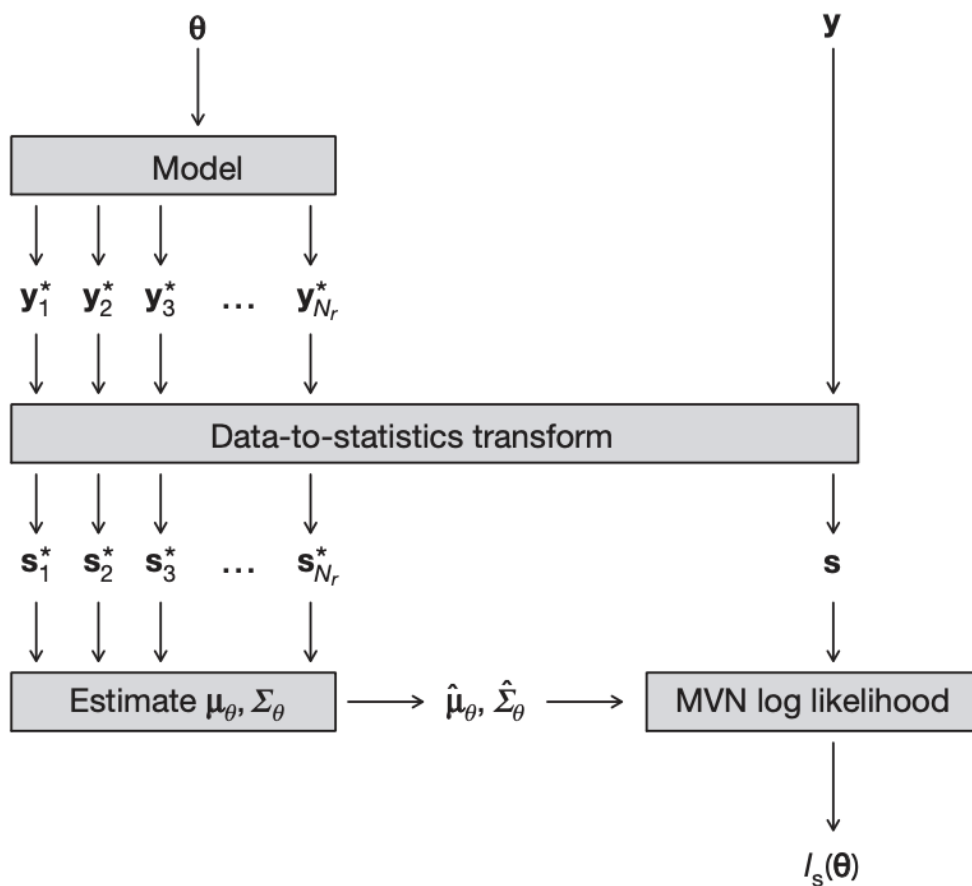 θ y
Model
y*₁ y*₂ y*₃ ... y*Nᵣ
Data-to-statistics transform
s*₁ s*₂ s*₃ ... s*Nᵣ s
Estimate μθ, Σθ μ̂θ, Σ̂θ MVN log likelihood
lₛ(θ)